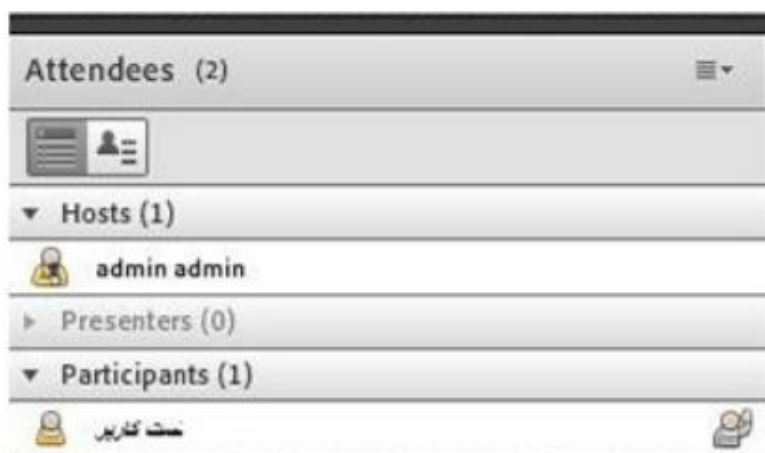 Attendees (2)
Hosts (1)
admin admin
Presenters (0)
Participants (1)
تست کاربر